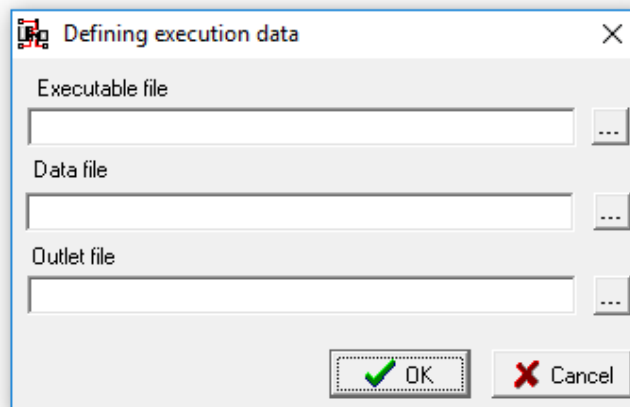 Defining execution data
Executable file
...
Data file
...
Outlet file
...
OK Cancel